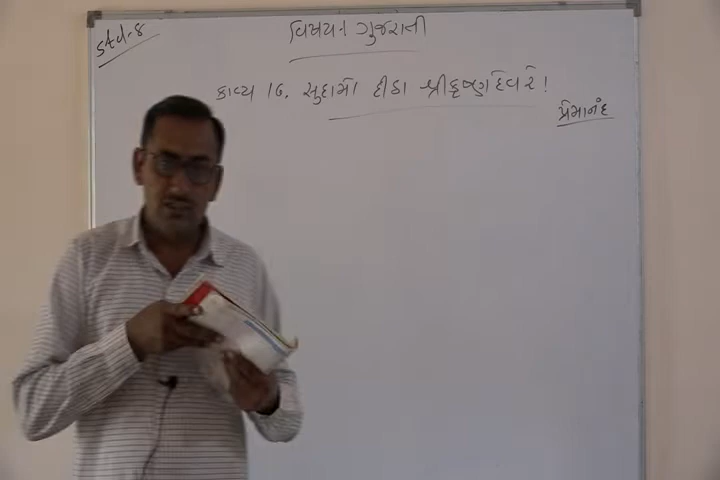 Std-8
વિષય: ગુજરાતી
કાવ્ય 16. સુદામો દીઠા શ્રીકૃષ્ણદેવ રે!
પ્રેમાનંદ